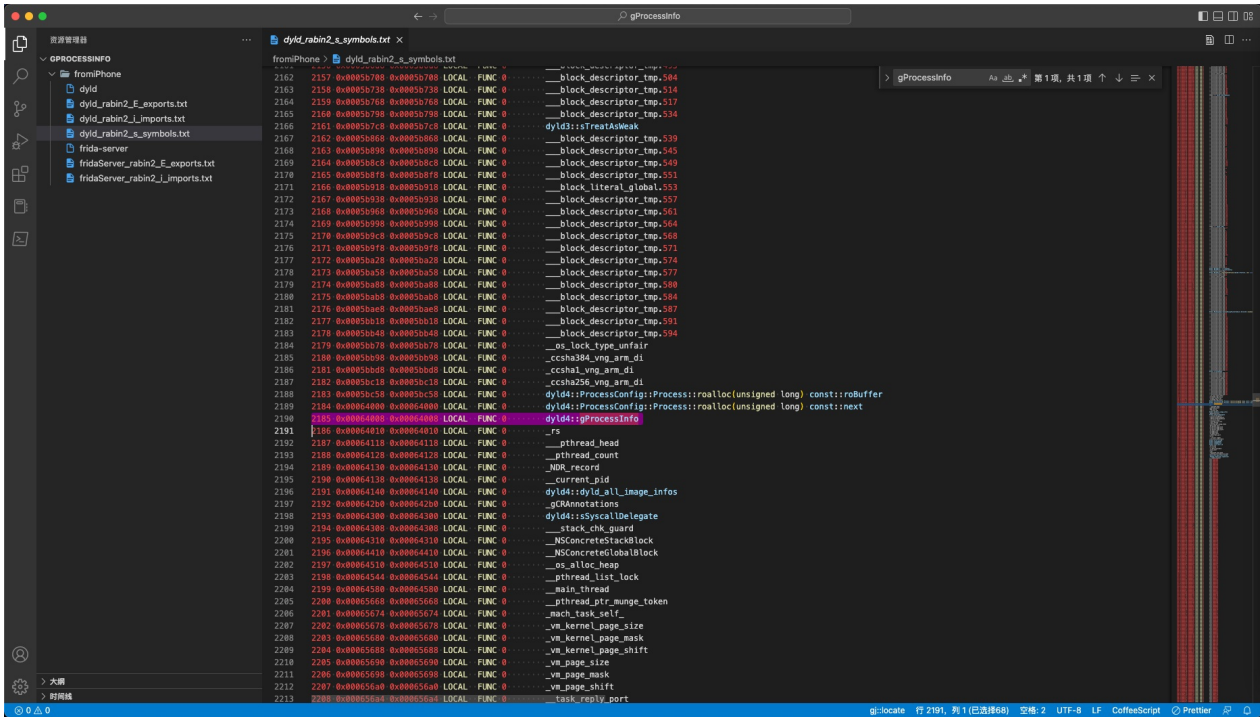 gProcessInfo
资源管理器
GPROCESSINFO
fromiPhone
dyld
dyld_rabin2_E_exports.txt
dyld_rabin2_i_imports.txt
dyld_rabin2_s_symbols.txt
frida-server
fridaServer_rabin2_E_exports.txt
fridaServer_rabin2_i_imports.txt
大纲
时间线
dyld_rabin2_s_symbols.txt
fromiPhone > dyld_rabin2_s_symbols.txt
gProcessInfo Aa ab 第1项, 共1项
2162 2157 0x0005b708 0x0005b708 LOCAL FUNC 0 ___block_descriptor_tmp.504
2163 2158 0x0005b738 0x0005b738 LOCAL FUNC 0 ___block_descriptor_tmp.514
2164 2159 0x0005b768 0x0005b768 LOCAL FUNC 0 ___block_descriptor_tmp.517
2165 2160 0x0005b798 0x0005b798 LOCAL FUNC 0 ___block_descriptor_tmp.534
2166 2161 0x0005b7c8 0x0005b7c8 LOCAL FUNC 0 dyld3::sTreatAsWeak
2167 2162 0x0005b868 0x0005b868 LOCAL FUNC 0 ___block_descriptor_tmp.539
2168 2163 0x0005b898 0x0005b898 LOCAL FUNC 0 ___block_descriptor_tmp.545
2169 2164 0x0005b8c8 0x0005b8c8 LOCAL FUNC 0 ___block_descriptor_tmp.549
2170 2165 0x0005b8f8 0x0005b8f8 LOCAL FUNC 0 ___block_descriptor_tmp.551
2171 2166 0x0005b918 0x0005b918 LOCAL FUNC 0 ___block_literal_global.553
2172 2167 0x0005b938 0x0005b938 LOCAL FUNC 0 ___block_descriptor_tmp.557
2173 2168 0x0005b968 0x0005b968 LOCAL FUNC 0 ___block_descriptor_tmp.561
2174 2169 0x0005b998 0x0005b998 LOCAL FUNC 0 ___block_descriptor_tmp.564
2175 2170 0x0005b9c8 0x0005b9c8 LOCAL FUNC 0 ___block_descriptor_tmp.568
2176 2171 0x0005b9f8 0x0005b9f8 LOCAL FUNC 0 ___block_descriptor_tmp.571
2177 2172 0x0005ba28 0x0005ba28 LOCAL FUNC 0 ___block_descriptor_tmp.574
2178 2173 0x0005ba58 0x0005ba58 LOCAL FUNC 0 ___block_descriptor_tmp.577
2179 2174 0x0005ba88 0x0005ba88 LOCAL FUNC 0 ___block_descriptor_tmp.580
2180 2175 0x0005bab8 0x0005bab8 LOCAL FUNC 0 ___block_descriptor_tmp.584
2181 2176 0x0005bae8 0x0005bae8 LOCAL FUNC 0 ___block_descriptor_tmp.587
2182 2177 0x0005bb18 0x0005bb18 LOCAL FUNC 0 ___block_descriptor_tmp.591
2183 2178 0x0005bb48 0x0005bb48 LOCAL FUNC 0 ___block_descriptor_tmp.594
2184 2179 0x0005bb78 0x0005bb78 LOCAL FUNC 0 __os_lock_type_unfair
2185 2180 0x0005bb98 0x0005bb98 LOCAL FUNC 0 _ccsha384_vng_arm_di
2186 2181 0x0005bbd8 0x0005bbd8 LOCAL FUNC 0 _ccsha1_vng_arm_di
2187 2182 0x0005bc18 0x0005bc18 LOCAL FUNC 0 _ccsha256_vng_arm_di
2188 2183 0x0005bc58 0x0005bc58 LOCAL FUNC 0 dyld4::ProcessConfig::Process::roalloc(unsigned long) const::roBuffer
2189 2184 0x00064000 0x00064000 LOCAL FUNC 0 dyld4::ProcessConfig::Process::roalloc(unsigned long) const::next
2190 2185 0x00064008 0x00064008 LOCAL FUNC 0 dyld4::gProcessInfo
2191 2186 0x00064010 0x00064010 LOCAL FUNC 0 _rs
2192 2187 0x00064118 0x00064118 LOCAL FUNC 0 ___pthread_head
2193 2188 0x00064128 0x00064128 LOCAL FUNC 0 __pthread_count
2194 2189 0x00064130 0x00064130 LOCAL FUNC 0 _NDR_record
2195 2190 0x00064138 0x00064138 LOCAL FUNC 0 __current_pid
2196 2191 0x00064140 0x00064140 LOCAL FUNC 0 dyld4::dyld_all_image_infos
2197 2192 0x000642b0 0x000642b0 LOCAL FUNC 0 _gCRAnnotations
2198 2193 0x00064300 0x00064300 LOCAL FUNC 0 dyld4::sSyscallDelegate
2199 2194 0x00064308 0x00064308 LOCAL FUNC 0 ___stack_chk_guard
2200 2195 0x00064310 0x00064310 LOCAL FUNC 0 __NSConcreteStackBlock
2201 2196 0x00064410 0x00064410 LOCAL FUNC 0 __NSConcreteGlobalBlock
2202 2197 0x00064510 0x00064510 LOCAL FUNC 0 __os_alloc_heap
2203 2198 0x00064544 0x00064544 LOCAL FUNC 0 __pthread_list_lock
2204 2199 0x00064580 0x00064580 LOCAL FUNC 0 __main_thread
2205 2200 0x00065668 0x00065668 LOCAL FUNC 0 __pthread_ptr_munge_token
2206 2201 0x00065674 0x00065674 LOCAL FUNC 0 _mach_task_self_
2207 2202 0x00065678 0x00065678 LOCAL FUNC 0 _vm_kernel_page_size
2208 2203 0x00065680 0x00065680 LOCAL FUNC 0 _vm_kernel_page_mask
2209 2204 0x00065688 0x00065688 LOCAL FUNC 0 _vm_kernel_page_shift
2210 2205 0x00065690 0x00065690 LOCAL FUNC 0 _vm_page_size
2211 2206 0x00065698 0x00065698 LOCAL FUNC 0 _vm_page_mask
2212 2207 0x000656a0 0x000656a0 LOCAL FUNC 0 _vm_page_shift
2213 2208 0x000656a4 0x000656a4 LOCAL FUNC 0 __task_reply_port
0 0 gj::locate 行 2191, 列 1 (已选择68) 空格: 2 UTF-8 LF CoffeeScript Prettier